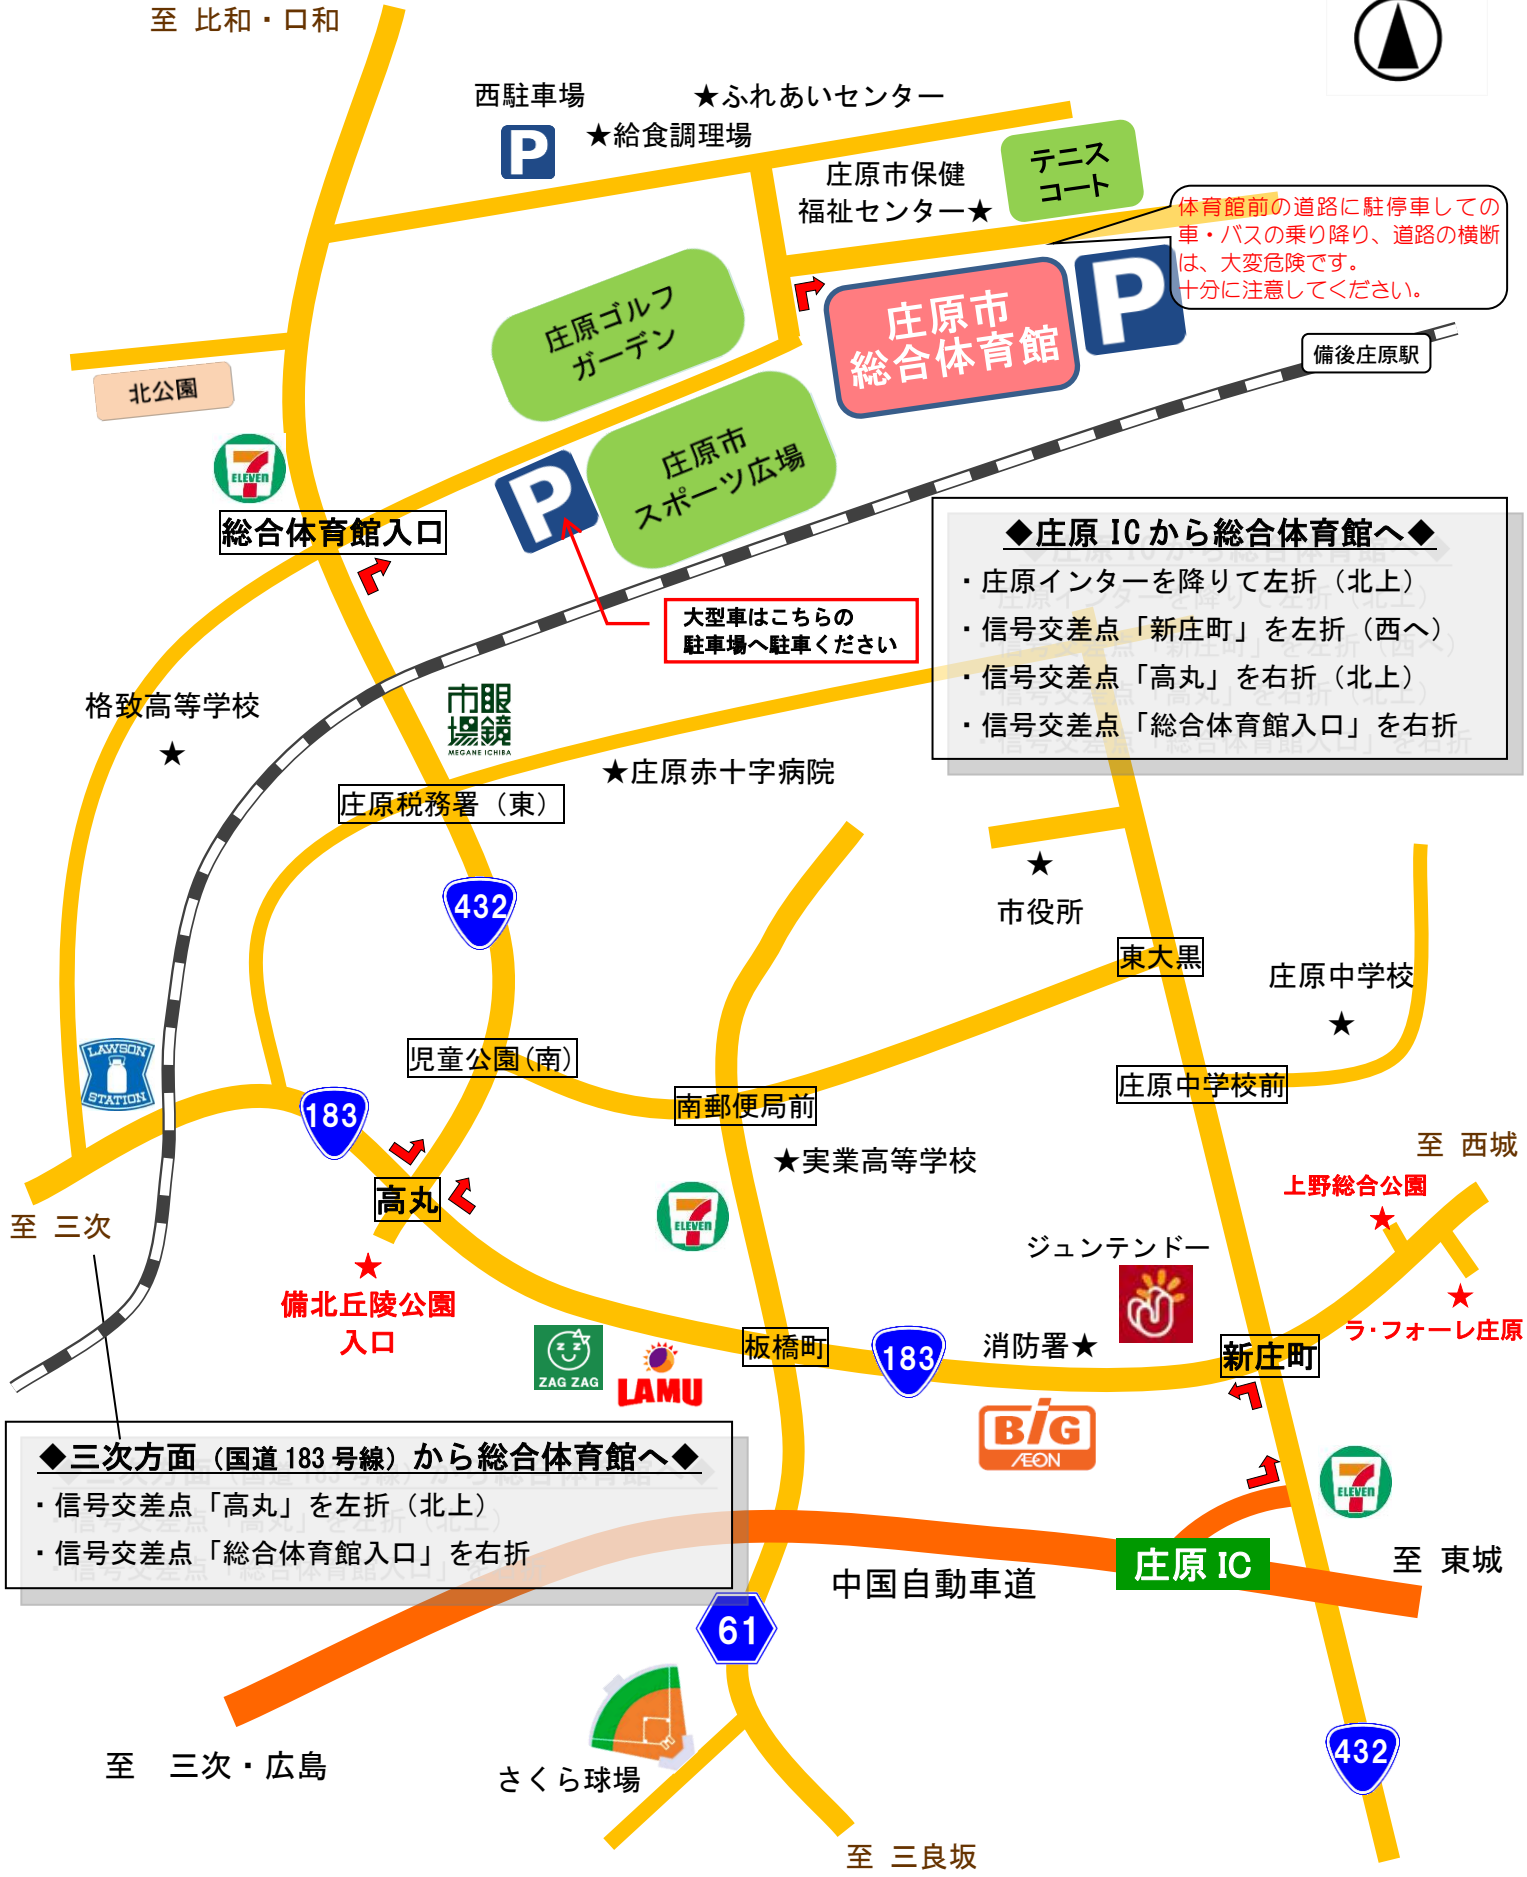 至 比和・口和
西駐車場
P
★ふれあいセンター
★給食調理場
テニス
コート
庄原市保健
福祉センター★
体育館前の道路に駐停車しての
車・バスの乗り降り、道路の横断
は、大変危険です。
十分に注意してください。
庄原ゴルフ
ガーデン
庄原市
総合体育館
P
備後庄原駅
北公園
7
ELEVEN
庄原市
スポーツ広場
P
総合体育館入口
大型車はこちらの
駐車場へ駐車ください
◆庄原 IC から総合体育館へ◆
・庄原インターを降りて左折（北上）
・信号交差点「新庄町」を左折（西へ）
・信号交差点「高丸」を右折（北上）
・信号交差点「総合体育館入口」を右折
格致高等学校
★
眼鏡
市場
MEGANE ICHIBA
★庄原赤十字病院
庄原税務署（東）
432
★
市役所
東大黒
庄原中学校
★
児童公園(南)
LAWSON
STATION
南郵便局前
庄原中学校前
183
★実業高等学校
至 西城
上野総合公園
★
高丸
至 三次
7
ELEVEN
★
備北丘陵公園
入口
ジュンテンドー
★
ラ・フォーレ庄原
ZAG ZAG
LAMU
板橋町
183
消防署★
新庄町
BiG
ÆON
◆三次方面（国道 183 号線）から総合体育館へ◆
・信号交差点「高丸」を左折（北上）
・信号交差点「総合体育館入口」を右折
7
ELEVEN
庄原 IC
至 東城
中国自動車道
61
至 三次・広島
さくら球場
432
至 三良坂